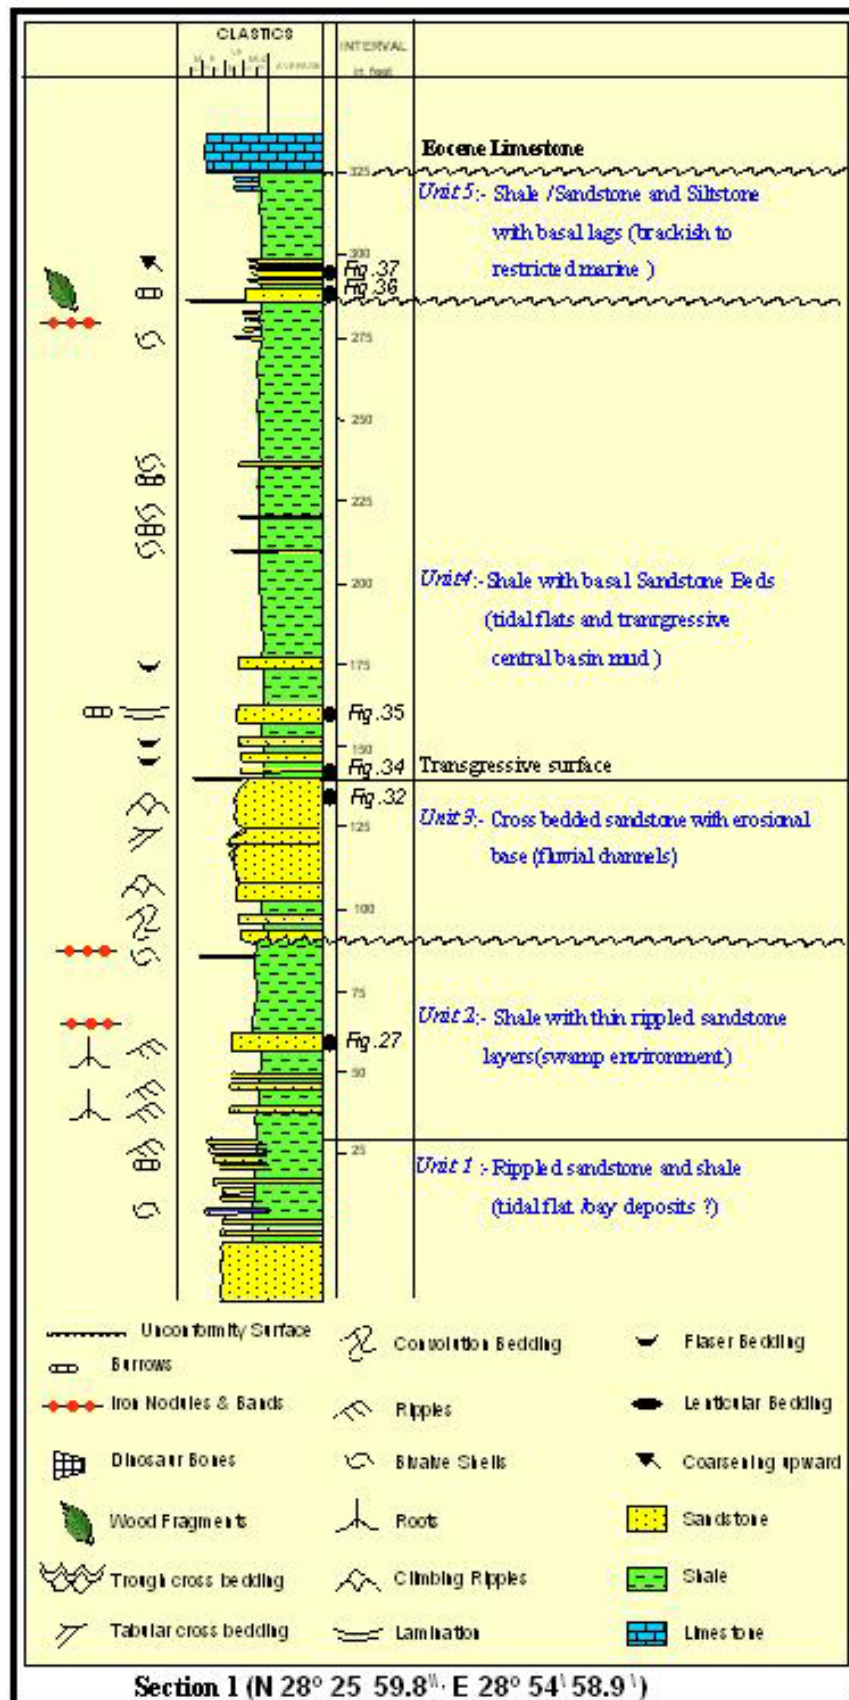 CLASTICS
INTERVAL
in feet
AVERAGE
Eocene Limestone
325
Unit 5:- Shale /Sandstone and Siltstone
with basal lags (brackish to
restricted marine )
300
Fig.37
Fig.36
275
250
225
200
Unit4:-Shale with basal Sandstone Beds
(tidal flats and tranrgressive
central basin mud )
175
Fig.35
150
Fig.34
Transgressive surface
Fig.32
125
Unit 3:- Cross bedded sandstone with erosional
base (fluvial channels)
100
75
Unit 2:- Shale with thin rippled sandstone
layers(swamp environment)
Fig.27
50
25
Unit 1 :- Rippled sandstone and shale
(tidal flat /bay deposits ?)
Unconformity Surface
Convolution Bedding
Flaser Bedding
Burrows
Iron Nodules & Bands
Ripples
Lenticular Bedding
Dinosaur Bones
Bivalve Shells
Coarsening upward
Wood Fragments
Roots
Sandstone
Trough cross bedding
Climbing Ripples
Shale
Tabular cross bedding
Lamination
Limestone
Section 1 (N 28° 25 59.8\\, E 28° 54\ 58.9\)